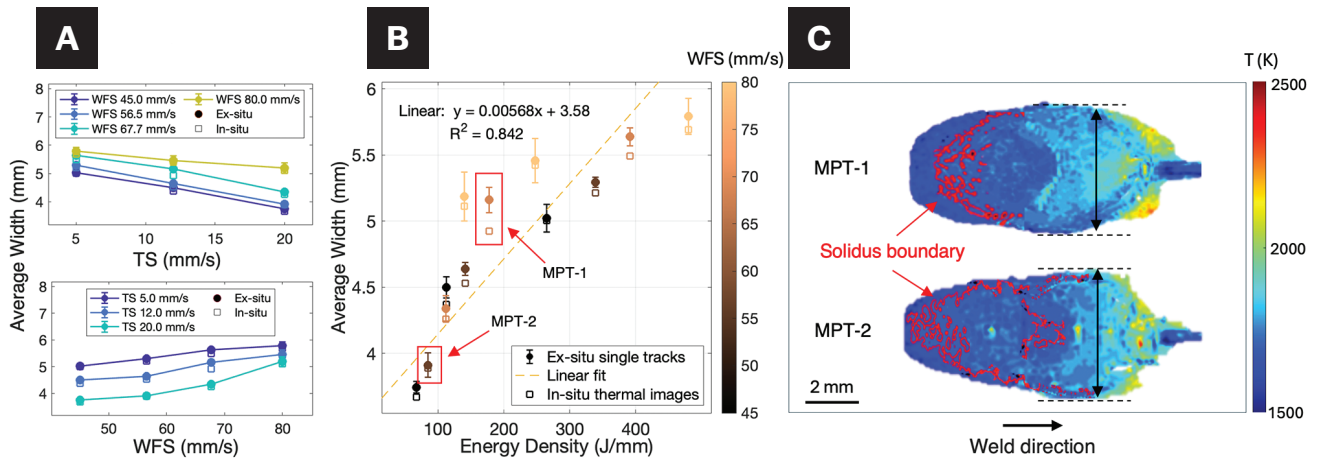 A
B
C
Average Width (mm)
8
7
6
5
4
WFS 45.0 mm/s
WFS 56.5 mm/s
WFS 67.7 mm/s
WFS 80.0 mm/s
Ex-situ
In-situ
5
10
15
20
TS (mm/s)
8
7
6
5
4
TS 5.0 mm/s
TS 12.0 mm/s
TS 20.0 mm/s
Ex-situ
In-situ
50
60
70
80
WFS (mm/s)
Average Width (mm)
6
5.5
5
4.5
4
Linear: y = 0.00568x + 3.58
R² = 0.842
MPT-1
MPT-2
Ex-situ single tracks
Linear fit
In-situ thermal images
100
200
300
400
Energy Density (J/mm)
WFS (mm/s)
80
75
70
65
60
55
50
45
MPT-1
Solidus boundary
MPT-2
2 mm
Weld direction
T (K)
2500
2000
1500